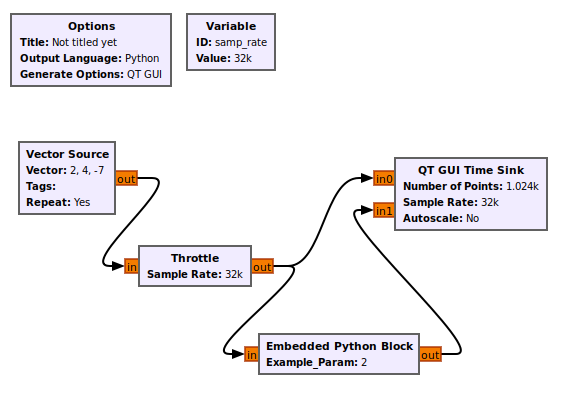 Options
Title: Not titled yet
Output Language: Python
Generate Options: QT GUI
Variable
ID: samp_rate
Value: 32k
Vector Source
Vector: 2, 4, -7
Tags:
Repeat: Yes
out
QT GUI Time Sink
Number of Points: 1.024k
Sample Rate: 32k
Autoscale: No
in0
in1
Throttle
Sample Rate: 32k
in
out
Embedded Python Block
Example_Param: 2
in
out